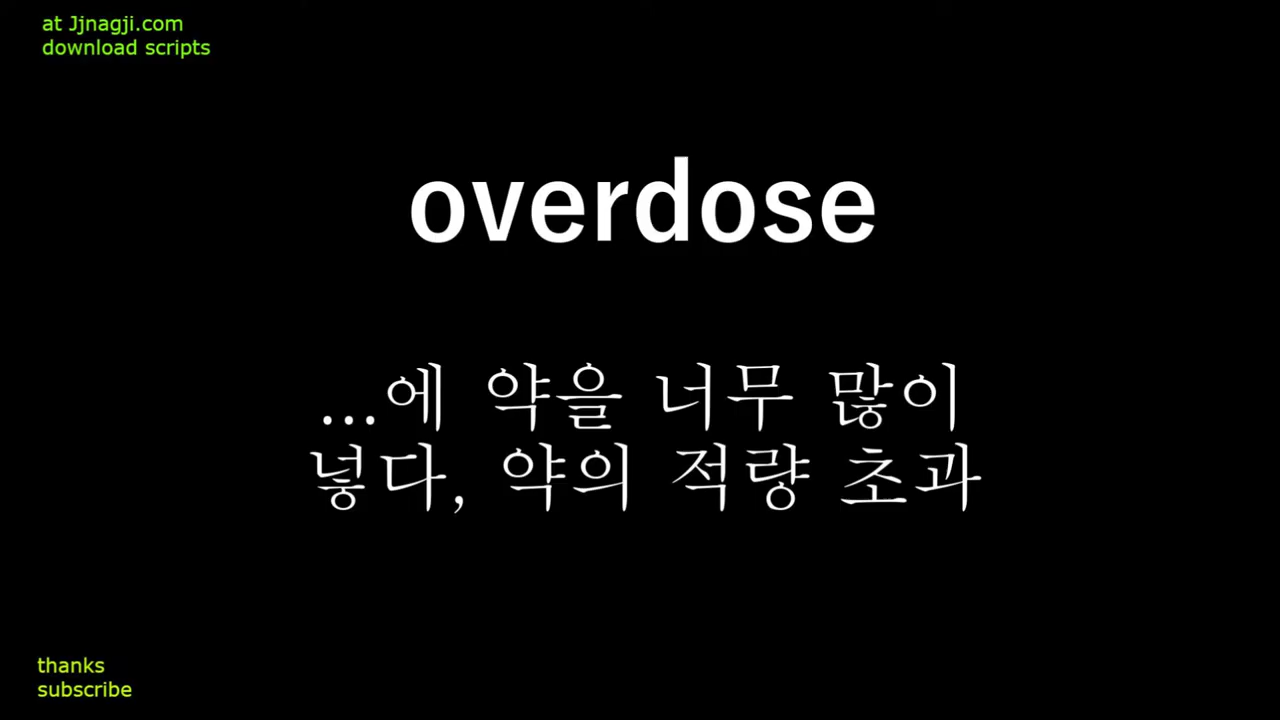 at Jjnagji.com
download scripts
overdose
...에 약을 너무 많이
넣다, 약의 적량 초과
thanks
subscribe